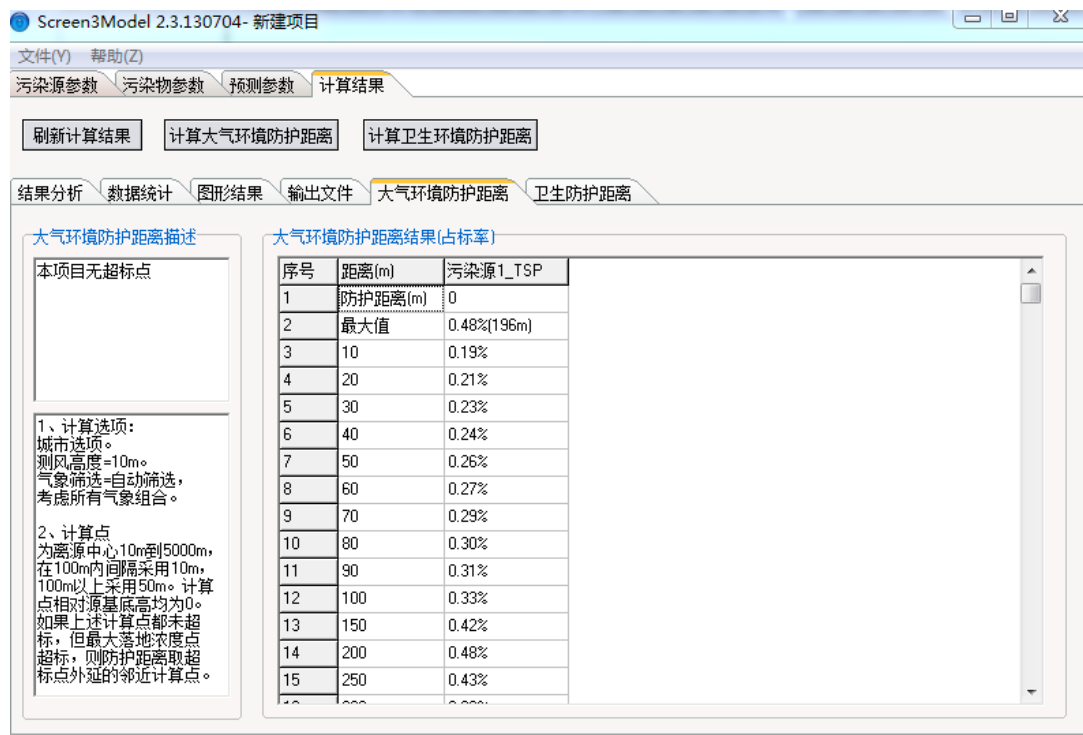 Screen3Model 2.3.130704- 新建项目
文件(Y) 帮助(Z)
污染源参数 污染物参数 预测参数 计算结果
刷新计算结果 计算大气环境防护距离 计算卫生环境防护距离
结果分析 数据统计 图形结果 输出文件 大气环境防护距离 卫生防护距离
大气环境防护距离描述
本项目无超标点
1、计算选项:
城市选项。
测风高度=10m。
气象筛选=自动筛选,
考虑所有气象组合。
2、计算点
为离源中心10m到5000m,
在100m内间隔采用10m,
100m以上采用50m。计算
点相对源基底高均为0。
如果上述计算点都未超
标,但最大落地浓度点
超标,则防护距离取超
标点外延的邻近计算点。
大气环境防护距离结果(占标率)
序号 距离(m) 污染源1_TSP
1 防护距离(m) 0
2 最大值 0.48%(196m)
3 10 0.19%
4 20 0.21%
5 30 0.23%
6 40 0.24%
7 50 0.26%
8 60 0.27%
9 70 0.29%
10 80 0.30%
11 90 0.31%
12 100 0.33%
13 150 0.42%
14 200 0.48%
15 250 0.43%